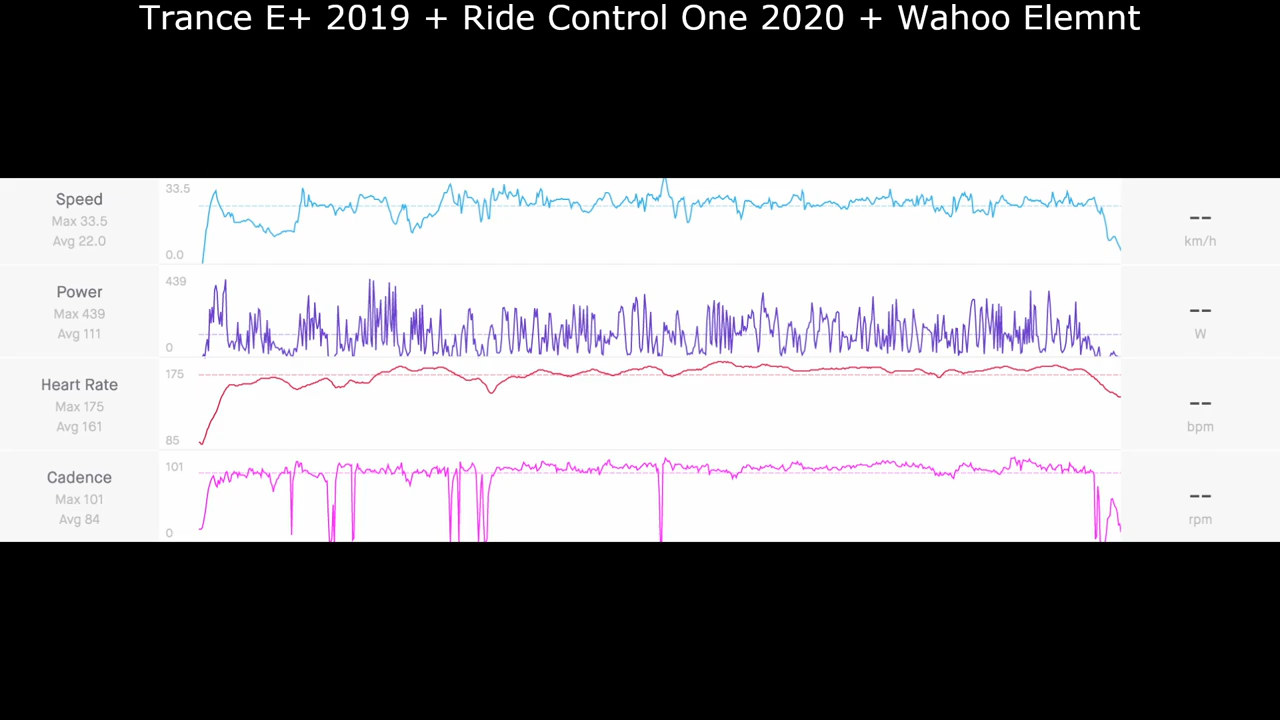 Trance E+ 2019 + Ride Control One 2020 + Wahoo Elemnt
Speed
Max 33.5
Avg 22.0
33.5
0.0
--
km/h
Power
Max 439
Avg 111
439
0
--
W
Heart Rate
Max 175
Avg 161
175
85
--
bpm
Cadence
Max 101
Avg 84
101
0
--
rpm